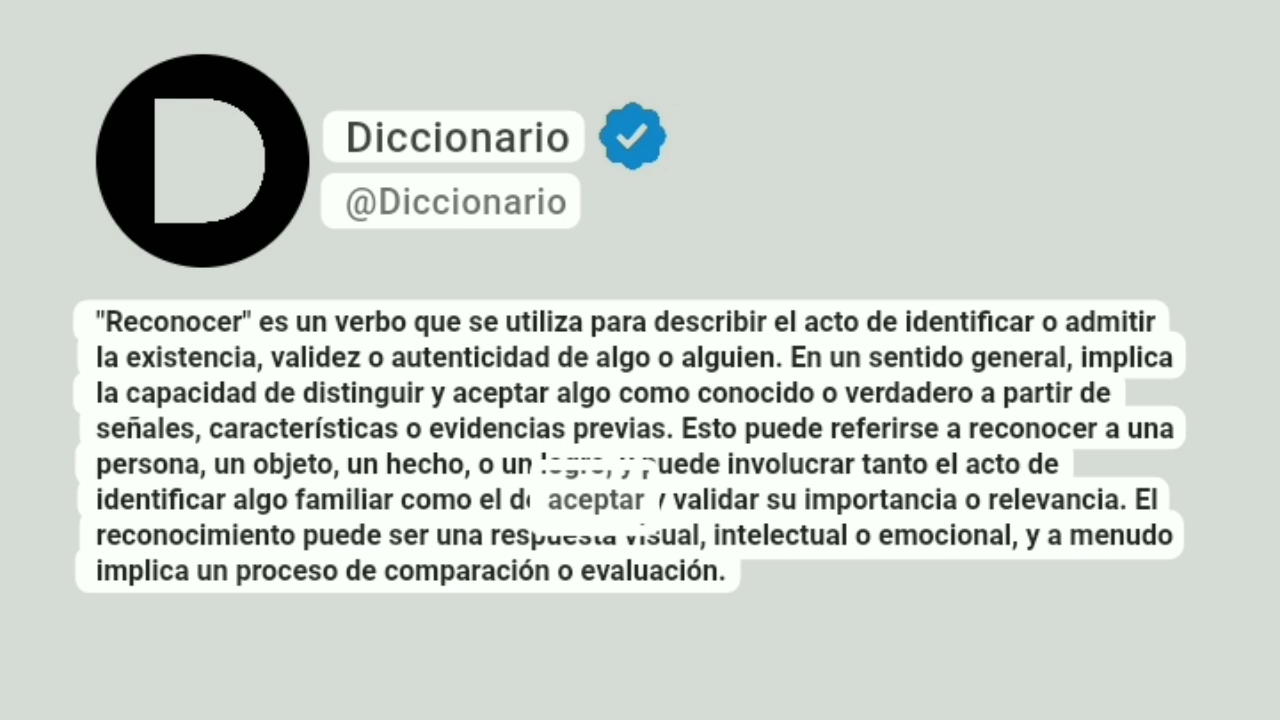 D
Diccionario
@Diccionario
"Reconocer" es un verbo que se utiliza para describir el acto de identificar o admitir
la existencia, validez o autenticidad de algo o alguien. En un sentido general, implica
la capacidad de distinguir y aceptar algo como conocido o verdadero a partir de
señales, características o evidencias previas. Esto puede referirse a reconocer a una
persona, un objeto, un hecho, o un logro, y puede involucrar tanto el acto de
identificar algo familiar como el de aceptar y validar su importancia o relevancia. El
reconocimiento puede ser una respuesta visual, intelectual o emocional, y a menudo
implica un proceso de comparación o evaluación.